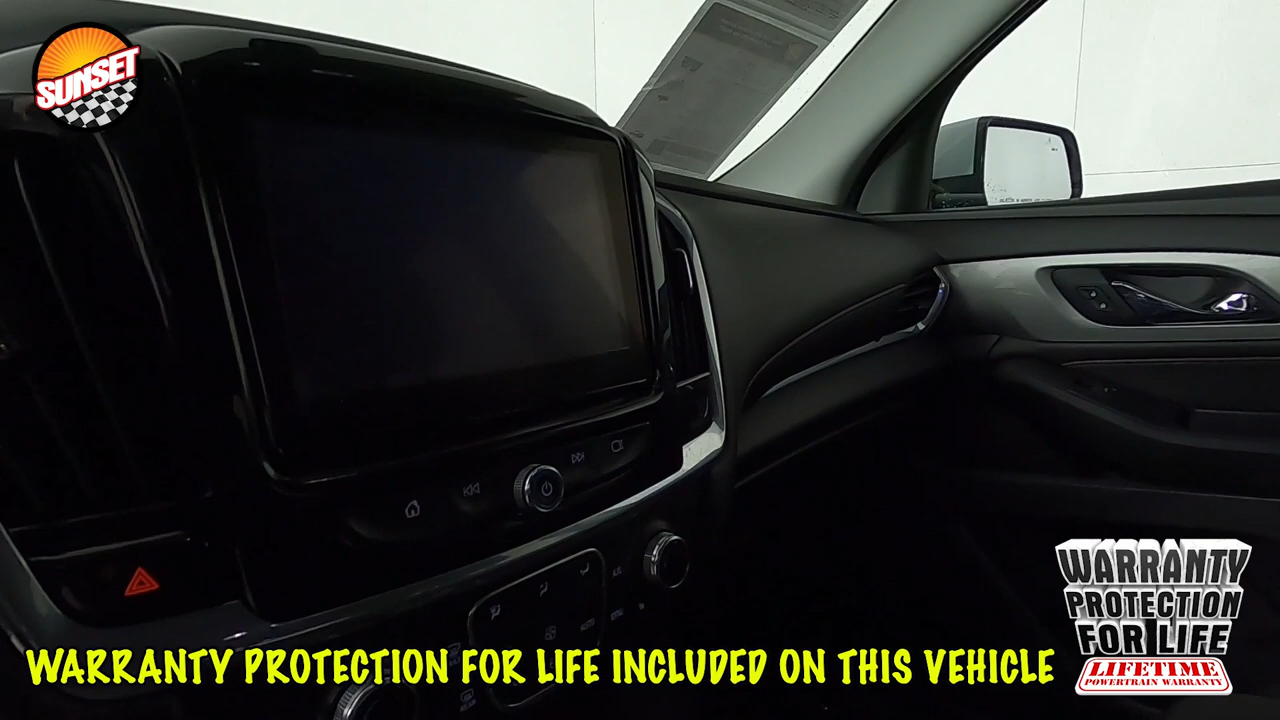 SUNSET
WARRANTY
PROTECTION
FOR LIFE
LIFETIME
POWERTRAIN WARRANTY
WARRANTY PROTECTION FOR LIFE INCLUDED ON THIS VEHICLE